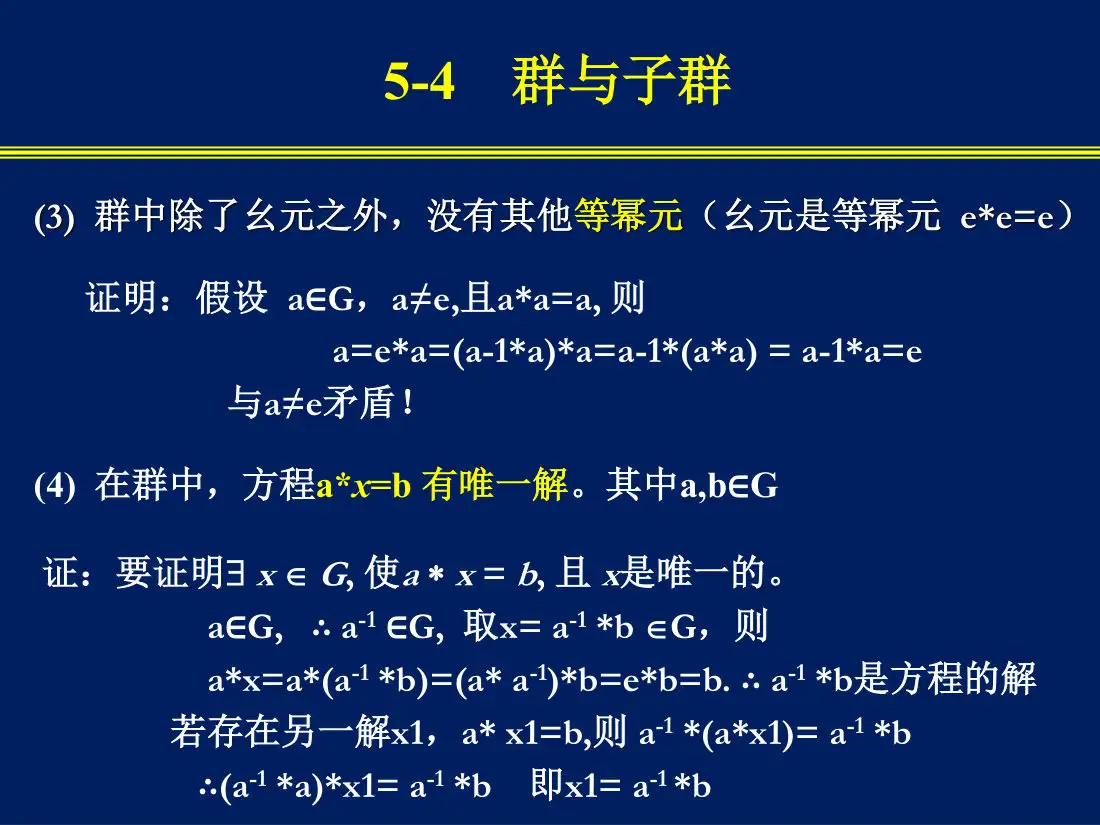 5-4 群与子群
(3) 群中除了幺元之外，没有其他等幂元（幺元是等幂元 e*e=e）
证明：假设 a∈G，a≠e,且a*a=a, 则
a=e*a=(a-1*a)*a=a-1*(a*a) = a-1*a=e
与a≠e矛盾！
(4) 在群中，方程a*x=b 有唯一解。其中a,b∈G
证：要证明∃ x ∈ G, 使a * x = b, 且 x是唯一的。
a∈G, ∴ a⁻¹ ∈G, 取x= a⁻¹ *b ∈G，则
a*x=a*(a⁻¹ *b)=(a* a⁻¹)*b=e*b=b. ∴ a⁻¹ *b是方程的解
若存在另一解x1，a* x1=b,则 a⁻¹ *(a*x1)= a⁻¹ *b
∴(a⁻¹ *a)*x1= a⁻¹ *b 即x1= a⁻¹ *b